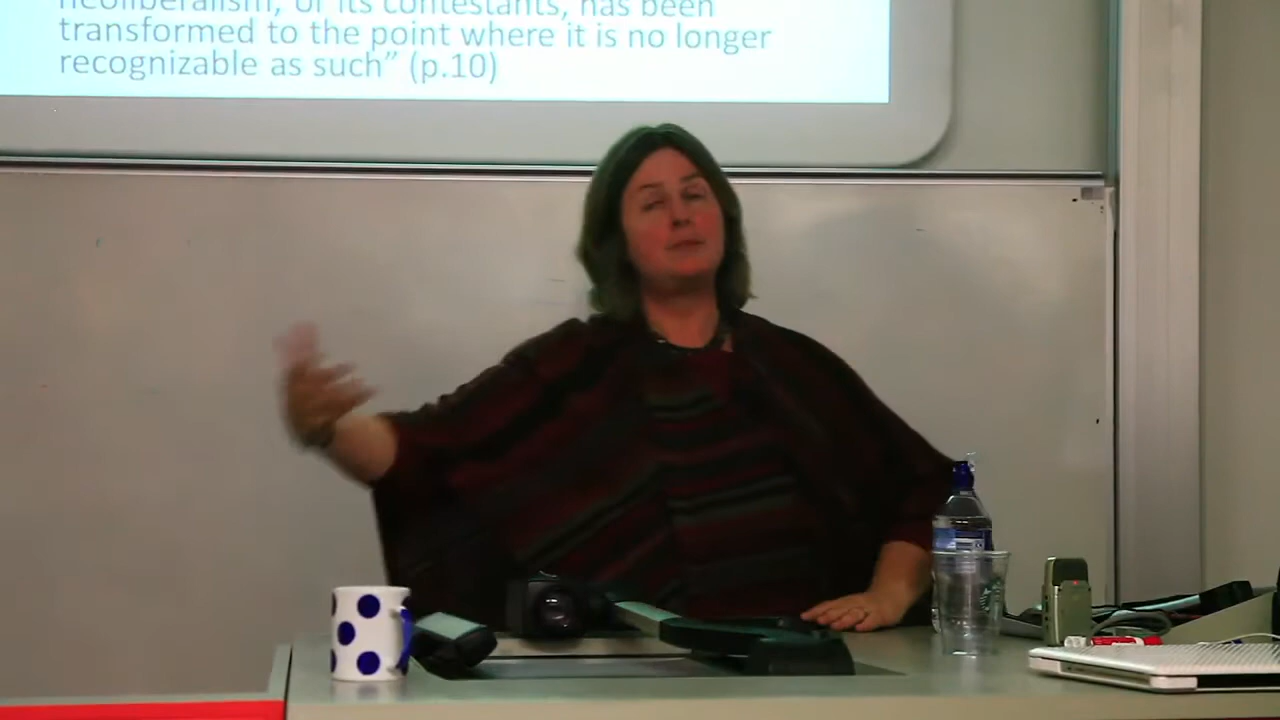 neoliberalism, or its contestants, has been
transformed to the point where it is no longer
recognizable as such” (p.10)